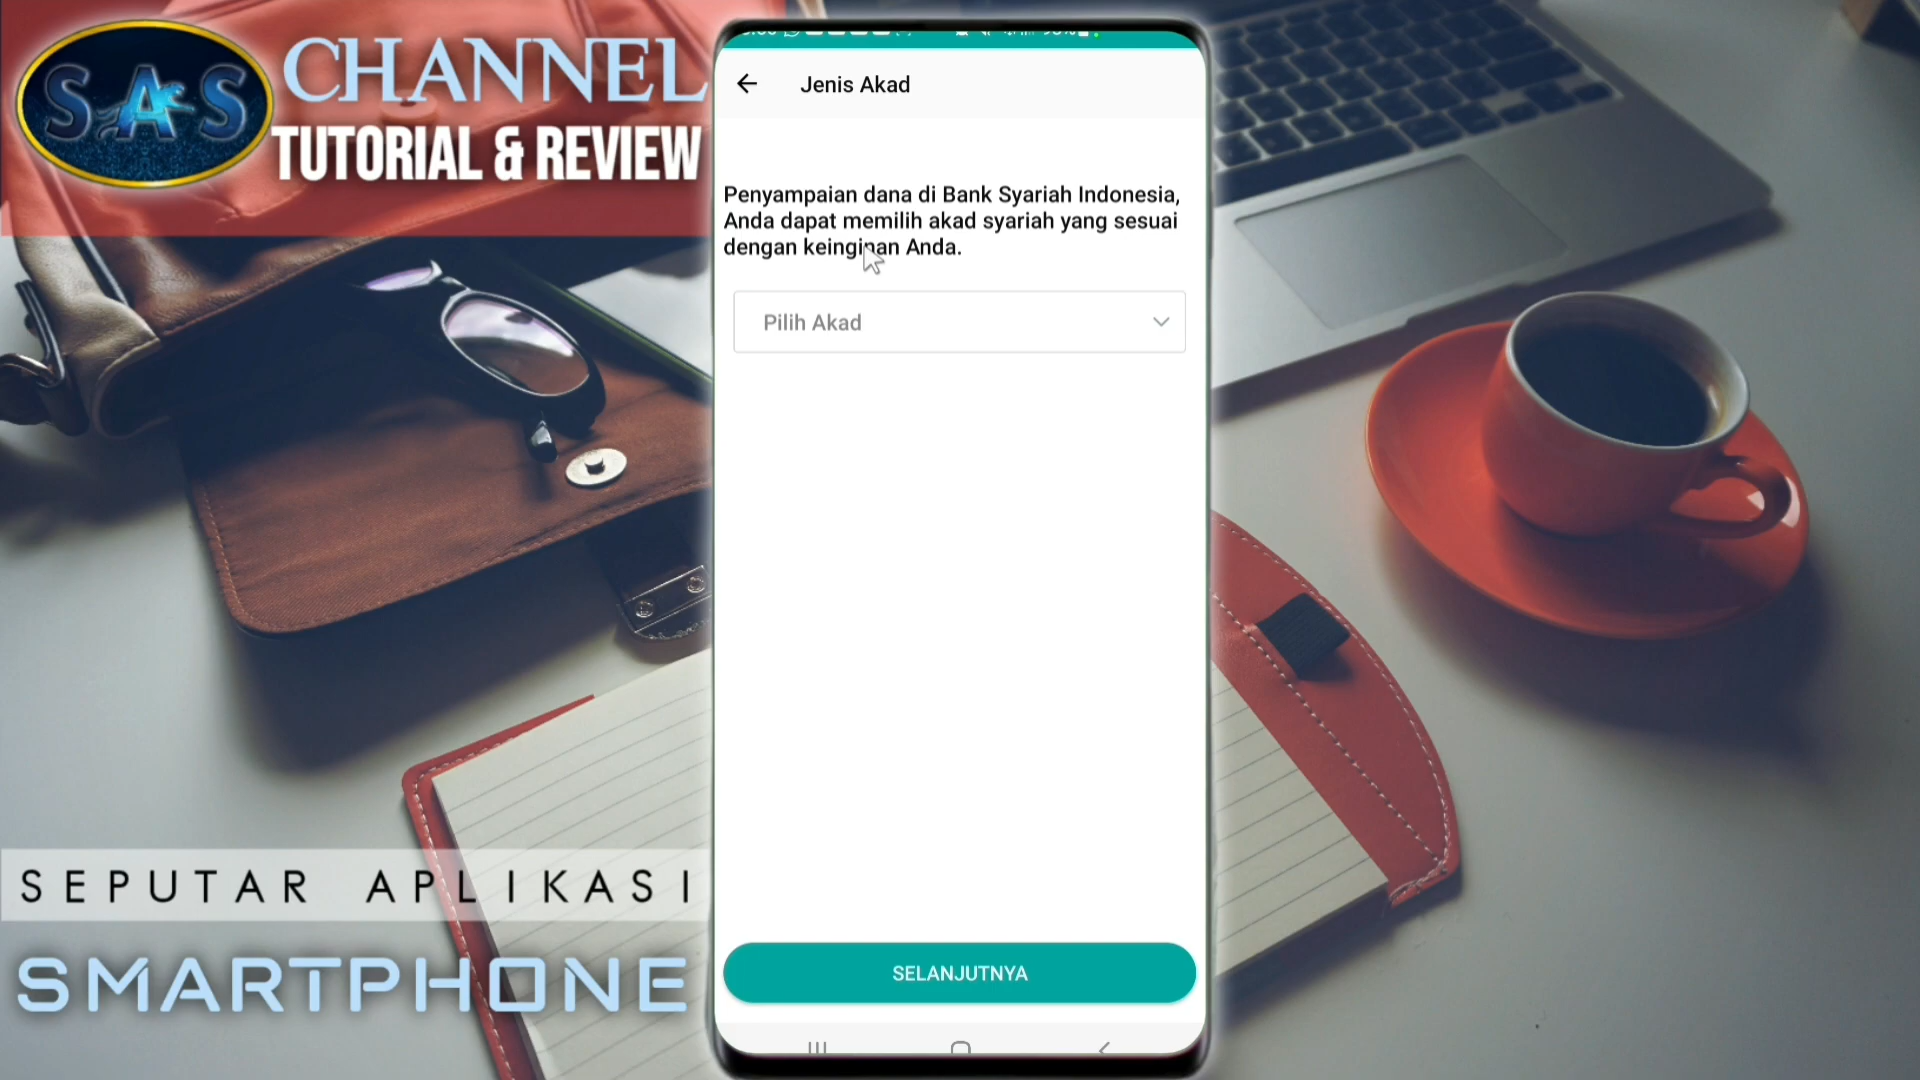 SAS
CHANNEL
TUTORIAL & REVIEW
Jenis Akad
Penyampaian dana di Bank Syariah Indonesia,
Anda dapat memilih akad syariah yang sesuai
dengan keinginan Anda.
Pilih Akad
SELANJUTNYA
SEPUTAR APLIKASI
SMARTPHONE